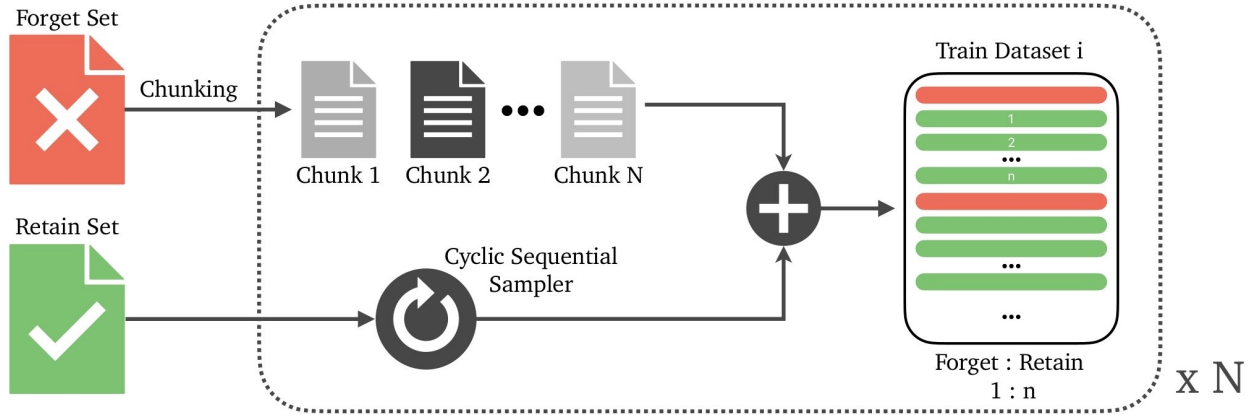 Forget Set
Chunking
Chunk 1
Chunk 2
•••
Chunk N
Retain Set
Cyclic Sequential
Sampler
Train Dataset i
1
2
•••
n
•••
•••
Forget : Retain
1 : n
x N